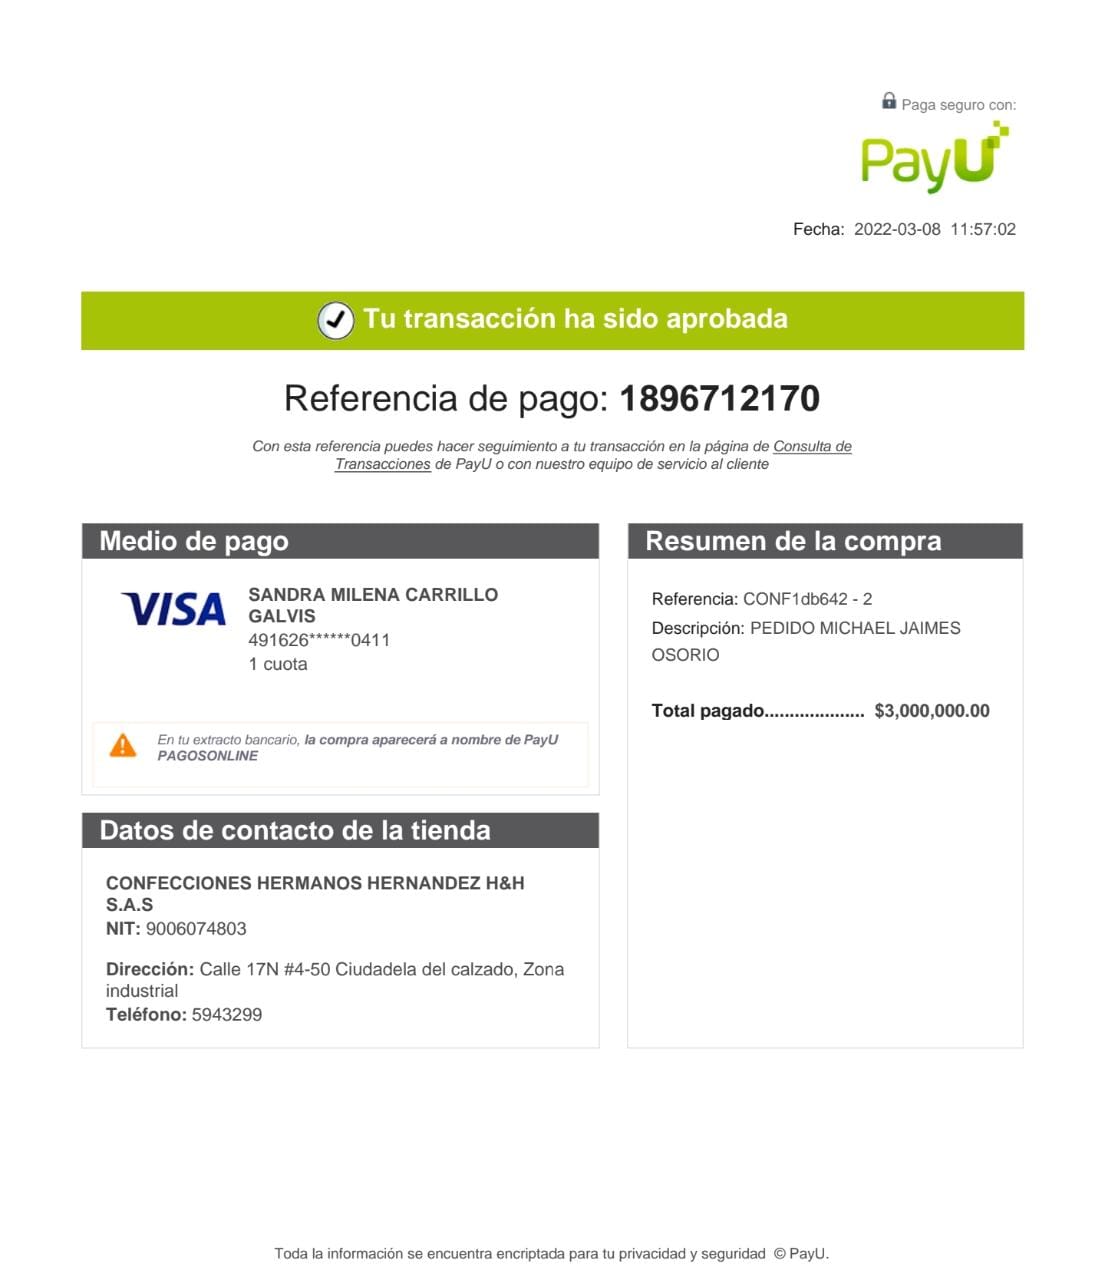 Paga seguro con:
PayU
Fecha: 2022-03-08 11:57:02
Tu transacción ha sido aprobada
Referencia de pago: 1896712170
Con esta referencia puedes hacer seguimiento a tu transacción en la página de Consulta de
Transacciones de PayU o con nuestro equipo de servicio al cliente
Medio de pago
VISA
SANDRA MILENA CARRILLO
GALVIS
491626******0411
1 cuota
En tu extracto bancario, la compra aparecerá a nombre de PayU
PAGOSONLINE
Datos de contacto de la tienda
CONFECCIONES HERMANOS HERNANDEZ H&H
S.A.S
NIT: 9006074803
Dirección: Calle 17N #4-50 Ciudadela del calzado, Zona
industrial
Teléfono: 5943299
Resumen de la compra
Referencia: CONF1db642 - 2
Descripción: PEDIDO MICHAEL JAIMES
OSORIO
Total pagado.................... $3,000,000.00
Toda la información se encuentra encriptada para tu privacidad y seguridad © PayU.